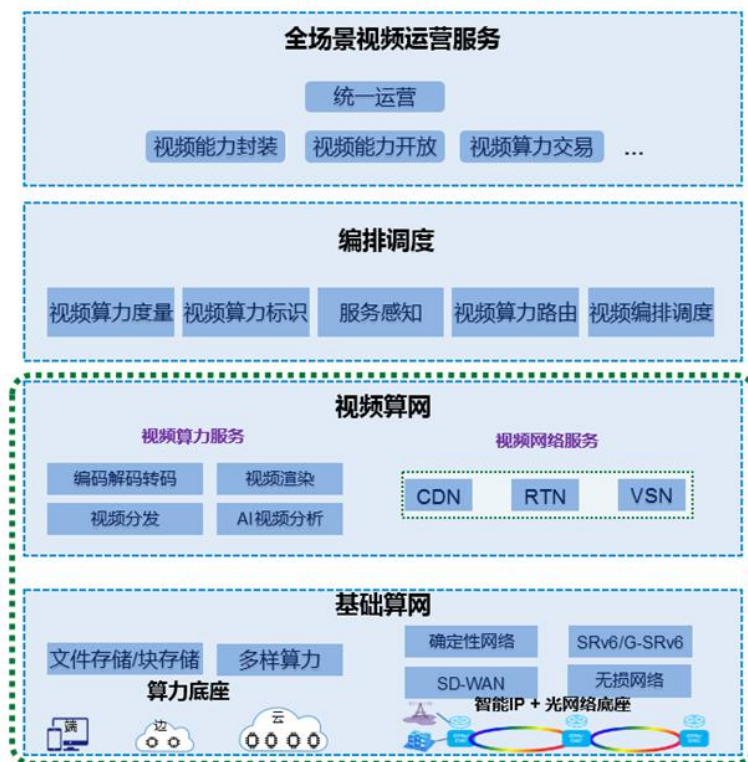 全场景视频运营服务
统一运营
视频能力封装 视频能力开放 视频算力交易 ...
编排调度
视频算力度量 视频算力标识 服务感知 视频算力路由 视频编排调度
视频算网
视频算力服务 视频网络服务
编码解码转码 视频渲染
CDN RTN VSN
视频分发 AI视频分析
基础算网
确定性网络 SRv6/G-SRv6
文件存储/块存储 多样算力
SD-WAN 无损网络
算力底座 智能IP + 光网络底座
端 边 云